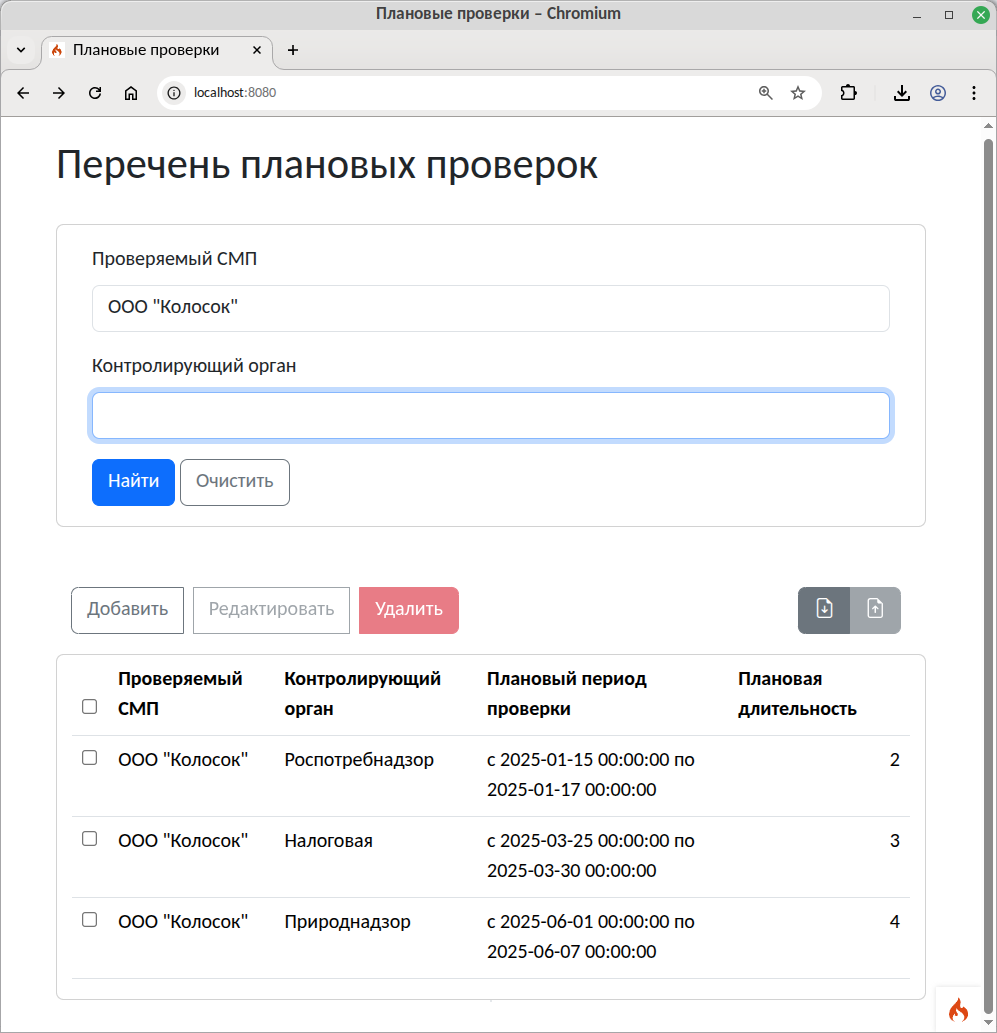 Плановые проверки – Chromium
Плановые проверки
localhost:8080
Перечень плановых проверок
Проверяемый СМП
ООО "Колосок"
Контролирующий орган
Найти Очистить
Добавить Редактировать Удалить
Проверяемый СМП Контролирующий орган Плановый период проверки Плановая длительность
ООО "Колосок" Роспотребнадзор с 2025-01-15 00:00:00 по 2025-01-17 00:00:00 2
ООО "Колосок" Налоговая с 2025-03-25 00:00:00 по 2025-03-30 00:00:00 3
ООО "Колосок" Природнадзор с 2025-06-01 00:00:00 по 2025-06-07 00:00:00 4